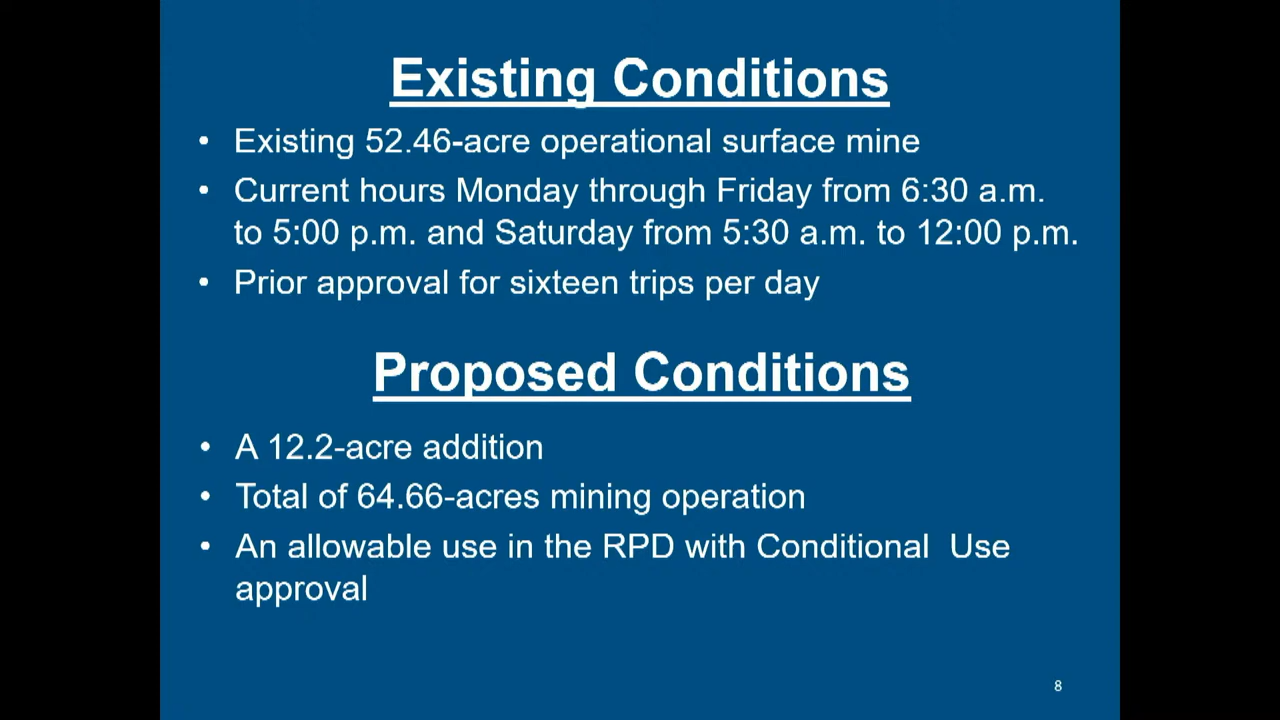 Existing Conditions
• Existing 52.46-acre operational surface mine
• Current hours Monday through Friday from 6:30 a.m.
to 5:00 p.m. and Saturday from 5:30 a.m. to 12:00 p.m.
• Prior approval for sixteen trips per day
Proposed Conditions
• A 12.2-acre addition
• Total of 64.66-acres mining operation
• An allowable use in the RPD with Conditional  Use
approval
8